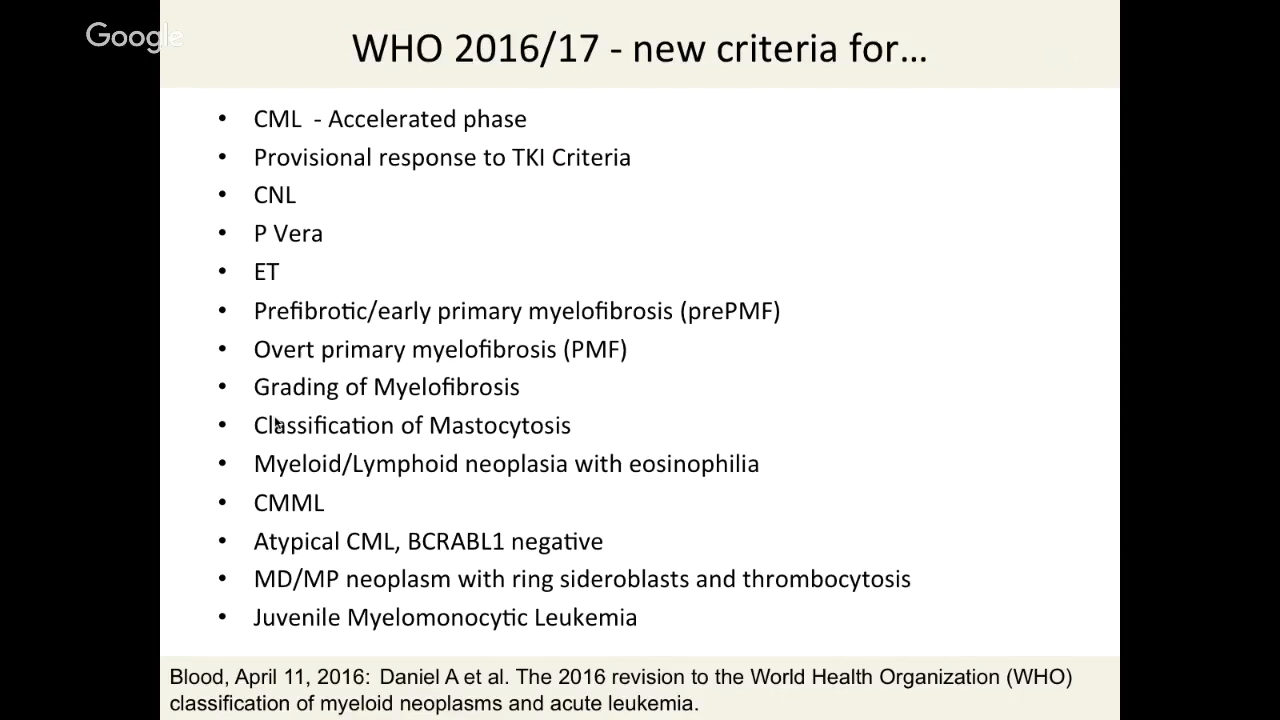 Google
WHO 2016/17 - new criteria for…
• CML - Accelerated phase
• Provisional response to TKI Criteria
• CNL
• P Vera
• ET
• Prefibrotic/early primary myelofibrosis (prePMF)
• Overt primary myelofibrosis (PMF)
• Grading of Myelofibrosis
• Classification of Mastocytosis
• Myeloid/Lymphoid neoplasia with eosinophilia
• CMML
• Atypical CML, BCRABL1 negative
• MD/MP neoplasm with ring sideroblasts and thrombocytosis
• Juvenile Myelomonocytic Leukemia
Blood, April 11, 2016: Daniel A et al. The 2016 revision to the World Health Organization (WHO)
classification of myeloid neoplasms and acute leukemia.